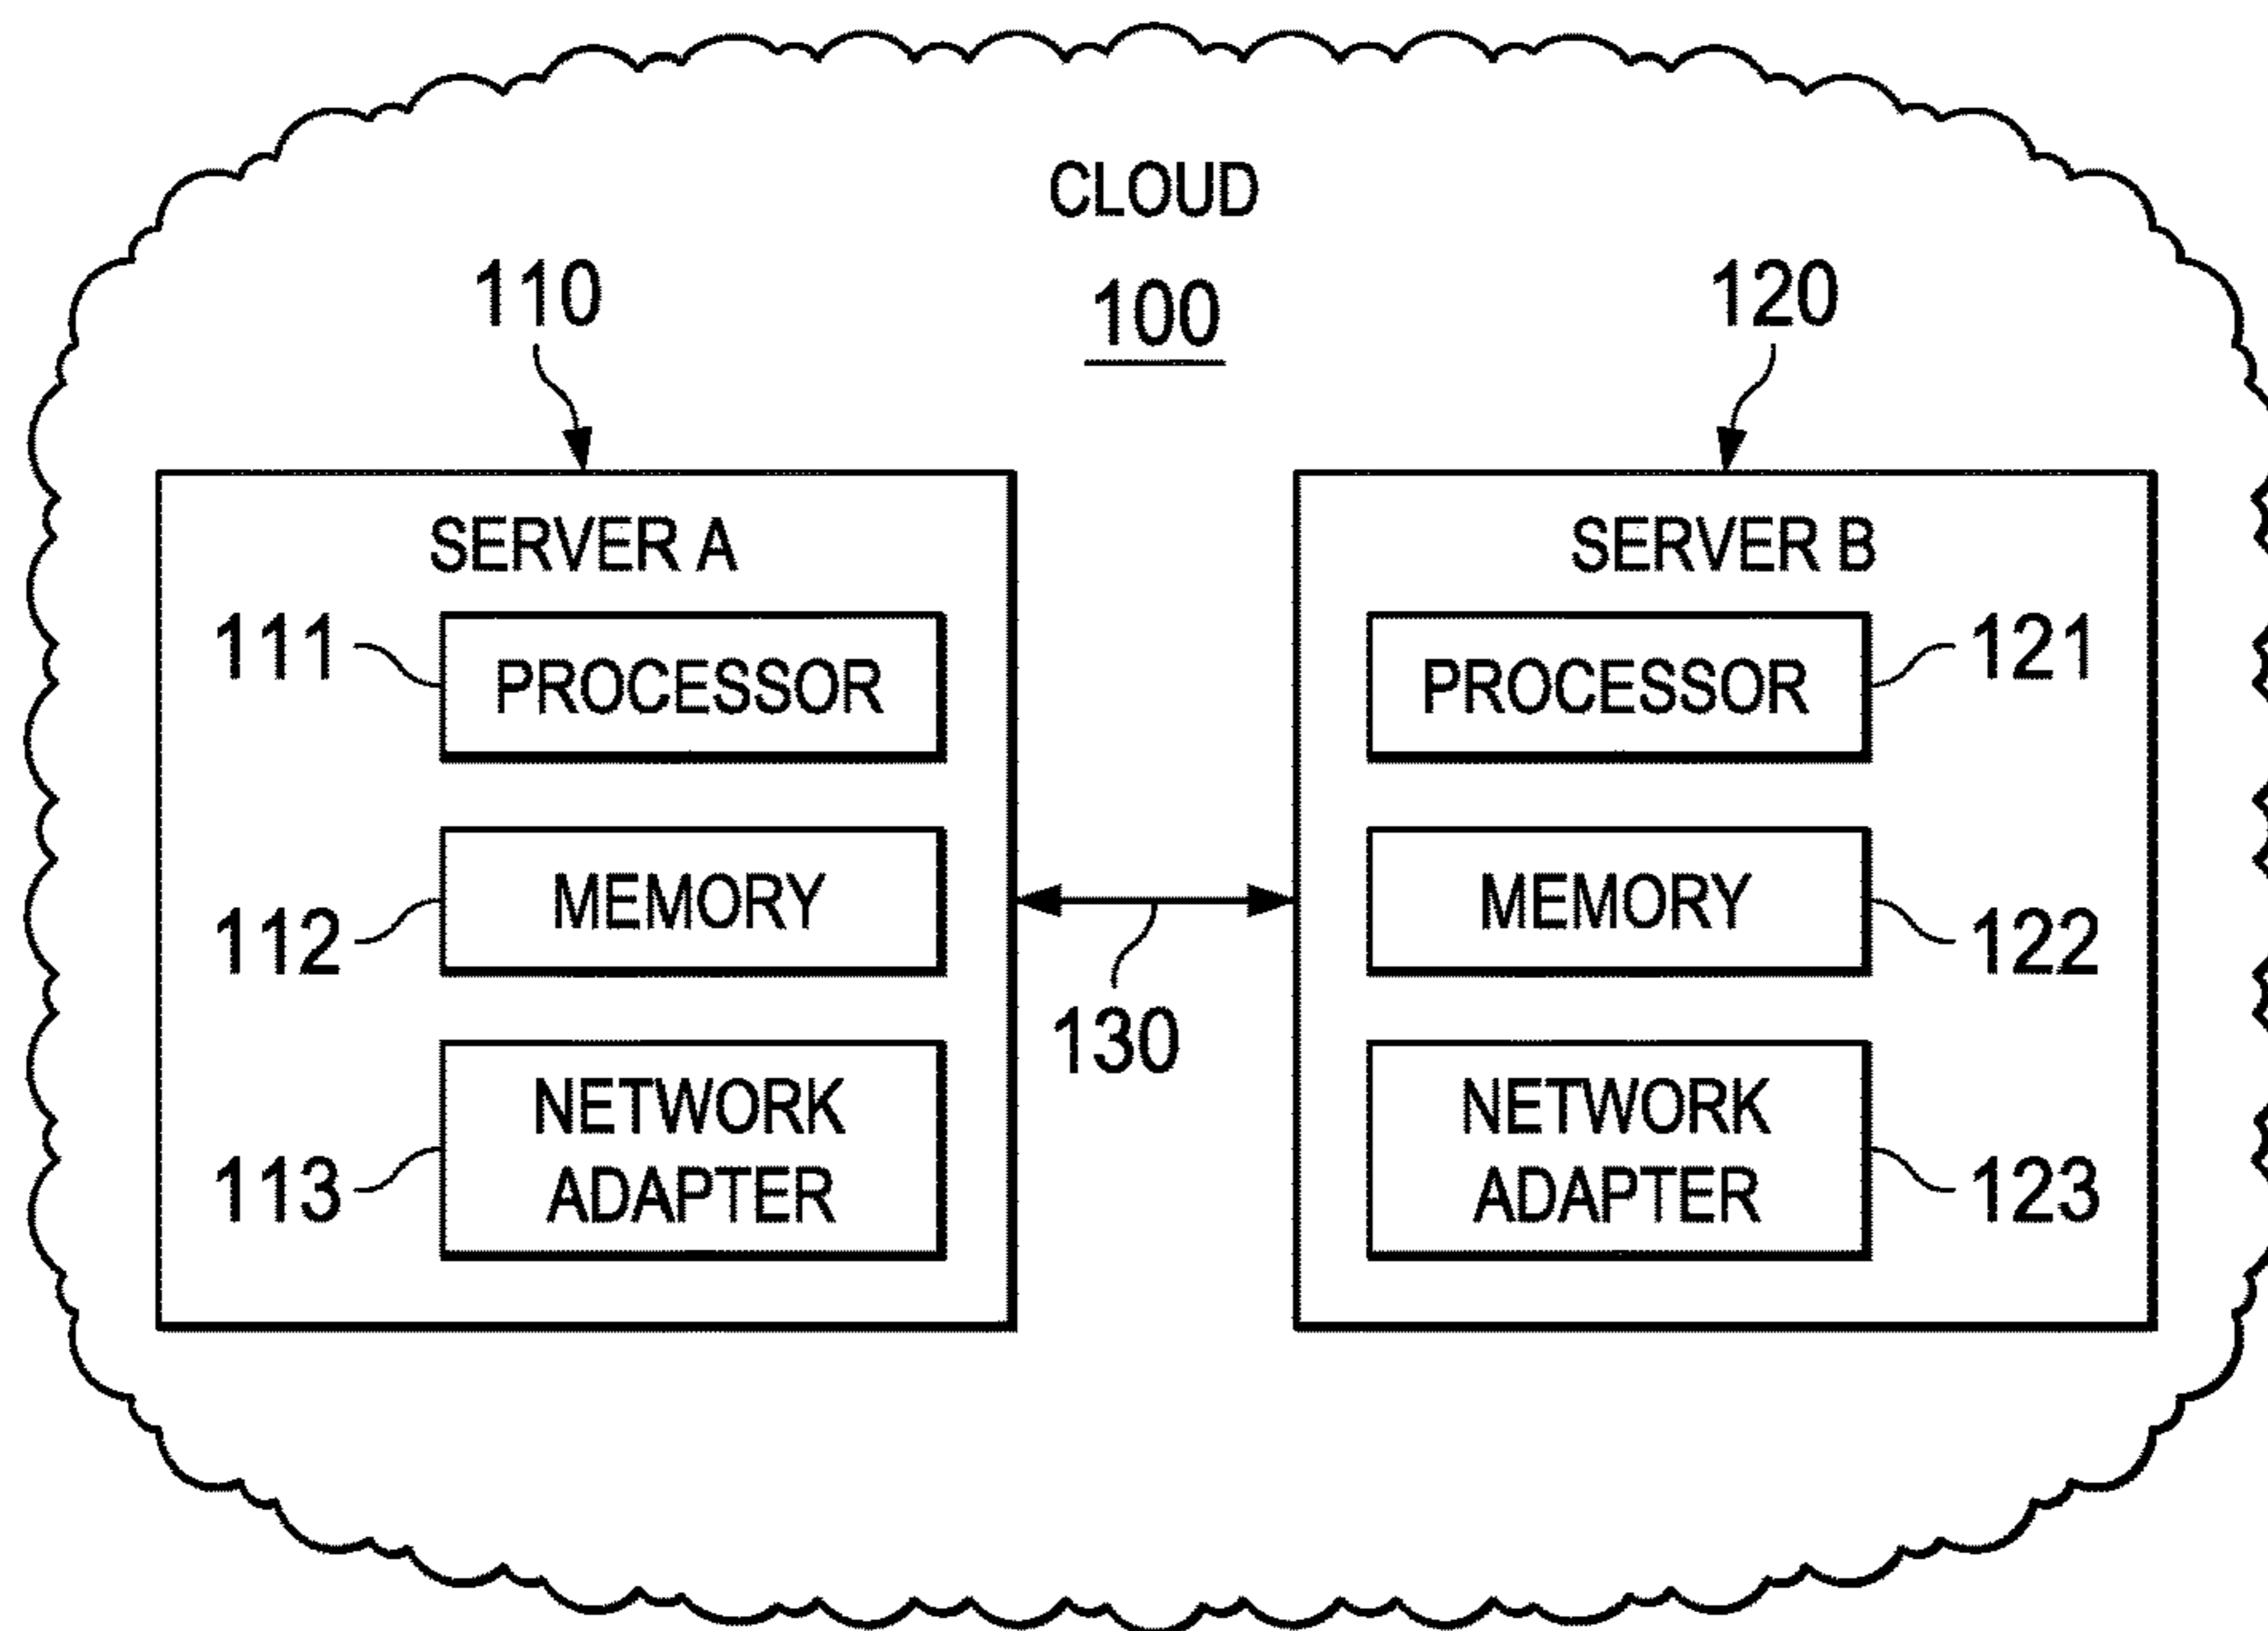 CLOUD
100
110
120
SERVER A
111
PROCESSOR
112
MEMORY
113
NETWORK
ADAPTER
130
SERVER B
PROCESSOR
121
MEMORY
122
NETWORK
ADAPTER
123